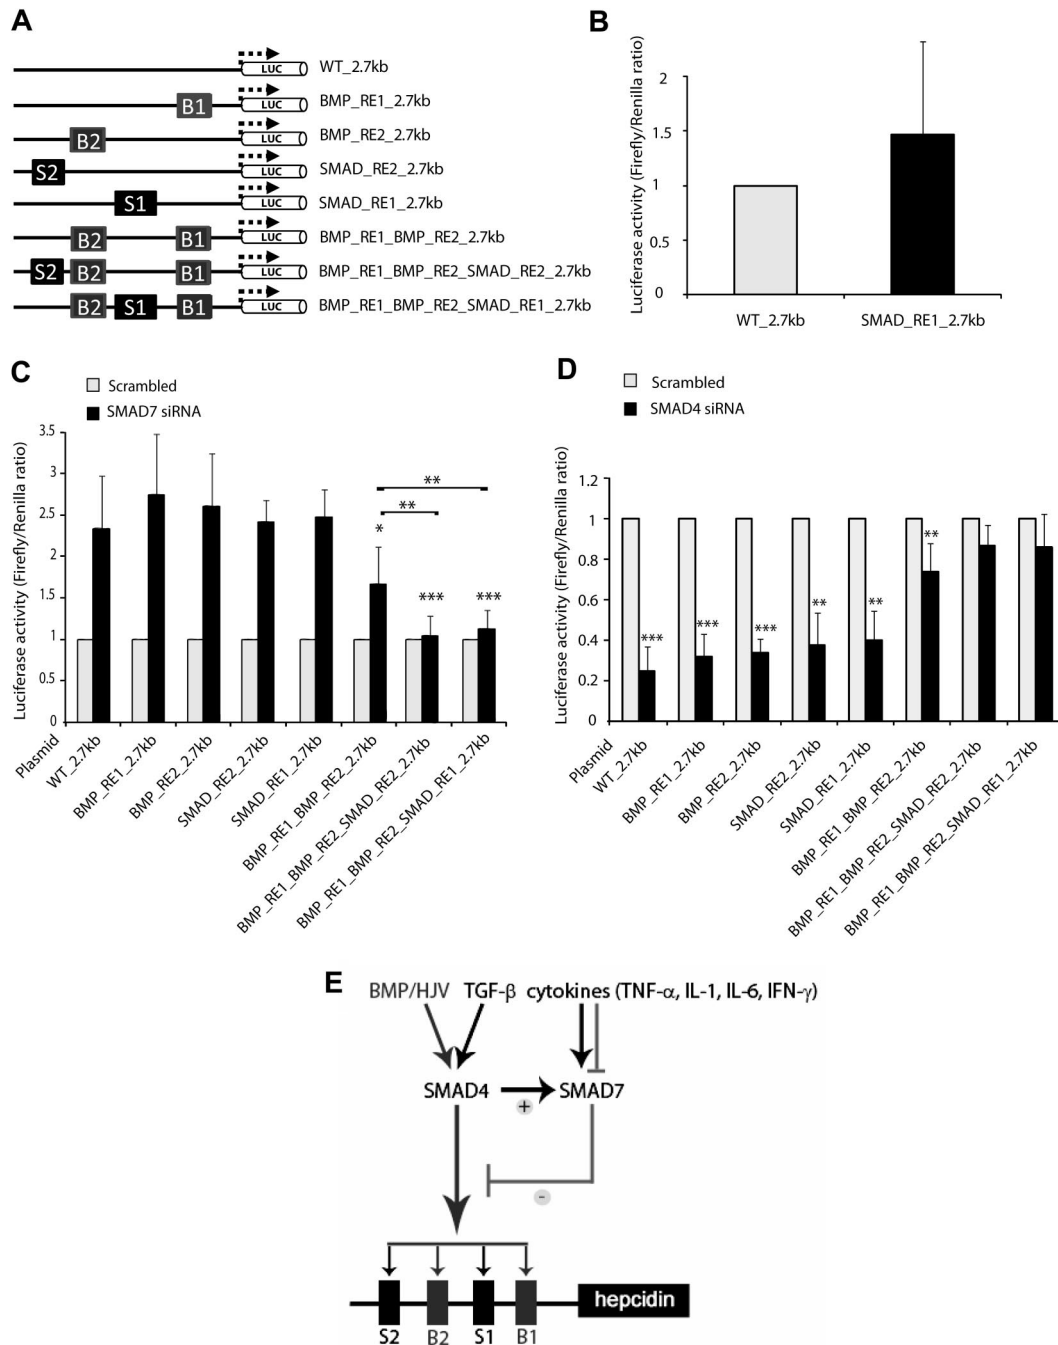 A
LUC WT_2.7kb
B1 LUC BMP_RE1_2.7kb
B2 LUC BMP_RE2_2.7kb
S2 LUC SMAD_RE2_2.7kb
S1 LUC SMAD_RE1_2.7kb
B2 B1 LUC BMP_RE1_BMP_RE2_2.7kb
S2 B2 B1 LUC BMP_RE1_BMP_RE2_SMAD_RE2_2.7kb
B2 S1 B1 LUC BMP_RE1_BMP_RE2_SMAD_RE1_2.7kb
B
Luciferase activity (Firefly/Renilla ratio)
2
1.5
1
0.5
0
WT_2.7kb SMAD_RE1_2.7kb
C
Scrambled
SMAD7 siRNA
Luciferase activity (Firefly/Renilla ratio)
3.5
3
2.5
2
1.5
1
0.5
0
**
**
*
***
***
Plasmid
WT_2.7kb
BMP_RE1_2.7kb
BMP_RE2_2.7kb
SMAD_RE2_2.7kb
SMAD_RE1_2.7kb
BMP_RE1_BMP_RE2_2.7kb
BMP_RE1_BMP_RE2_SMAD_RE2_2.7kb
BMP_RE1_BMP_RE2_SMAD_RE1_2.7kb
D
Scrambled
SMAD4 siRNA
Luciferase activity (Firefly/Renilla ratio)
1.2
1
0.8
0.6
0.4
0.2
0
***
***
***
**
**
**
Plasmid
WT_2.7kb
BMP_RE1_2.7kb
BMP_RE2_2.7kb
SMAD_RE2_2.7kb
SMAD_RE1_2.7kb
BMP_RE1_BMP_RE2_2.7kb
BMP_RE1_BMP_RE2_SMAD_RE2_2.7kb
BMP_RE1_BMP_RE2_SMAD_RE1_2.7kb
E
BMP/HJV TGF-β cytokines (TNF-α, IL-1, IL-6, IFN-γ)
SMAD4 + SMAD7
-
hepcidin
S2 B2 S1 B1